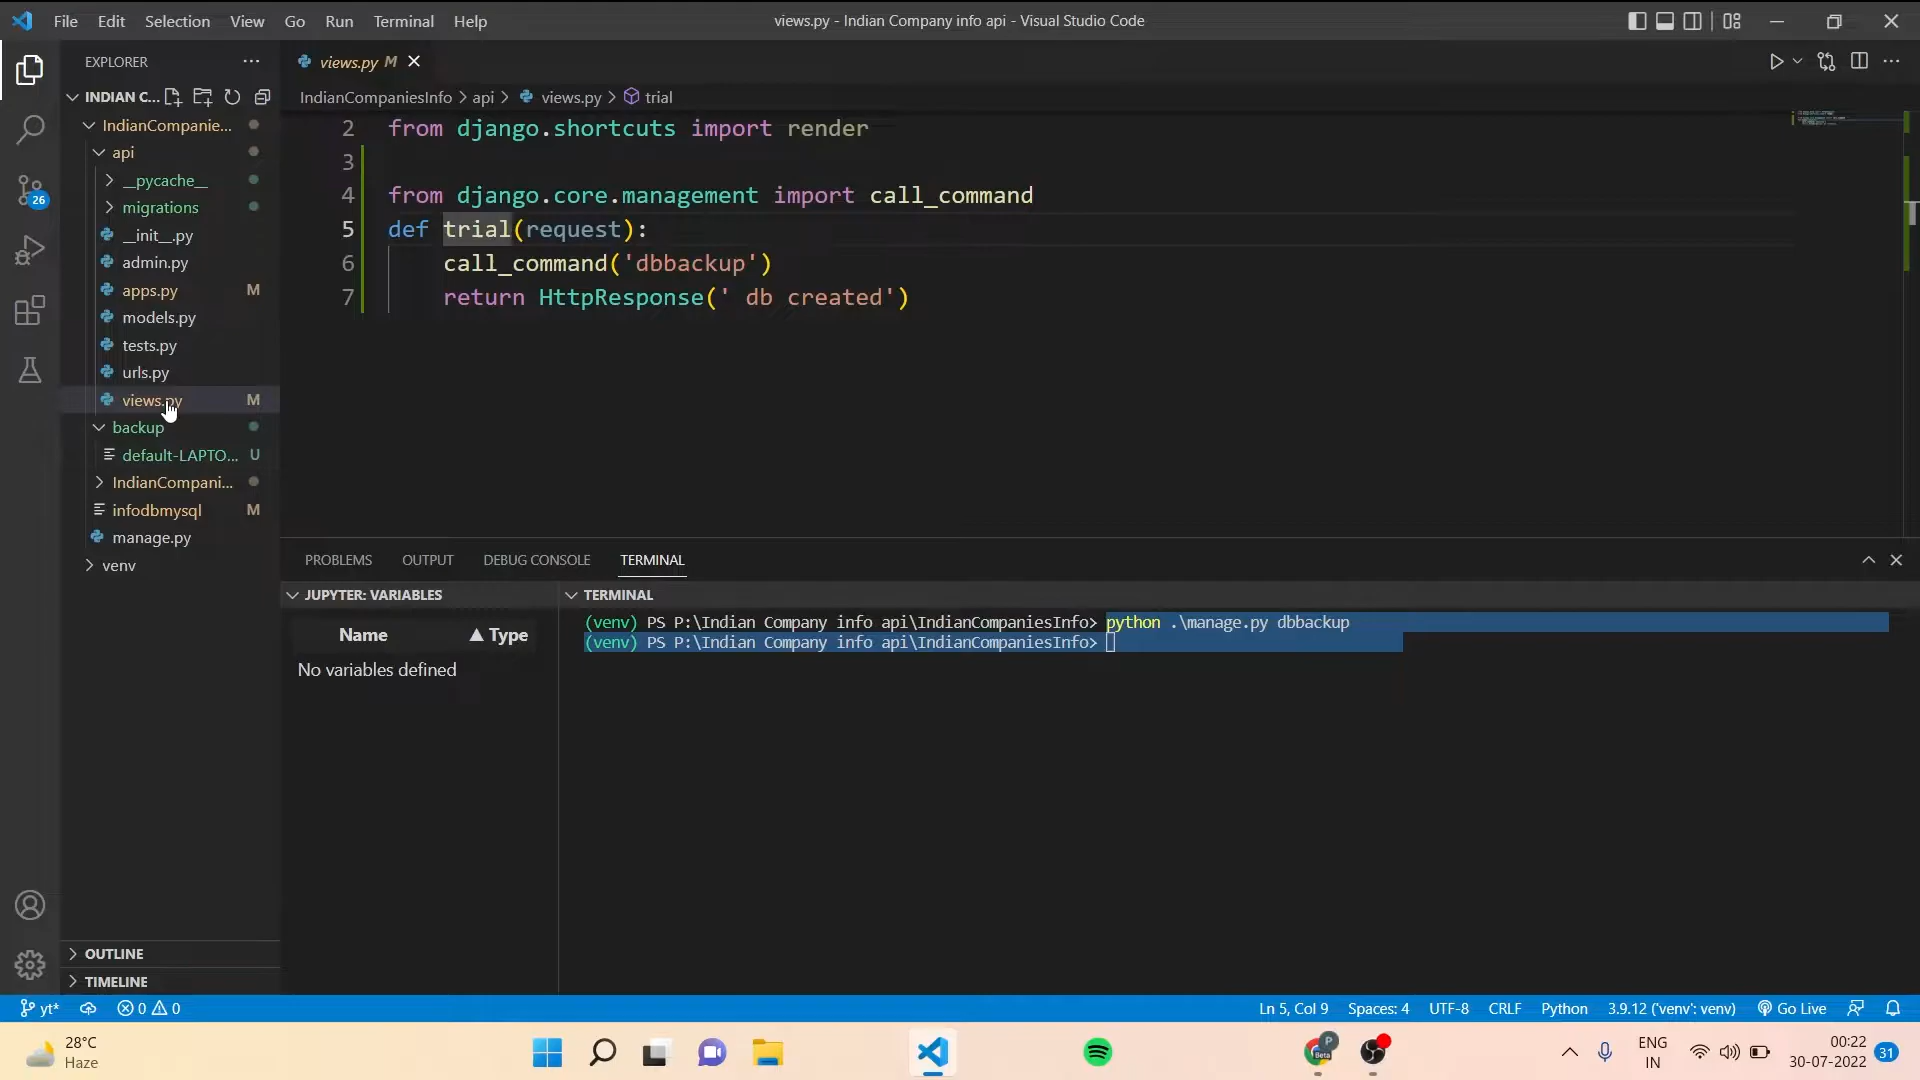 File Edit Selection View Go Run Terminal Help
views.py - Indian Company info api - Visual Studio Code
EXPLORER
INDIAN C...
IndianCompanie...
api
__pycache__
migrations
__init__.py
admin.py
apps.py M
models.py
tests.py
urls.py
views.py M
backup
default-LAPTO... U
IndianCompani...
infodbmysql M
manage.py
venv
OUTLINE
TIMELINE
26
views.py M
IndianCompaniesInfo > api > views.py > trial
2 from django.shortcuts import render
3
4 from django.core.management import call_command
5 def trial(request):
6 call_command('dbbackup')
7 return HttpResponse(' db created')
PROBLEMS OUTPUT DEBUG CONSOLE TERMINAL
JUPYTER: VARIABLES
Name Type
No variables defined
TERMINAL
(venv) PS P:\Indian Company info api\IndianCompaniesInfo> python .\manage.py dbbackup
(venv) PS P:\Indian Company info api\IndianCompaniesInfo>
yt* 0 0 Ln 5, Col 9 Spaces: 4 UTF-8 CRLF Python 3.9.12 ('venv': venv) Go Live
28°C
Haze
P
Beta
ENG
IN
00:22
30-07-2022
31